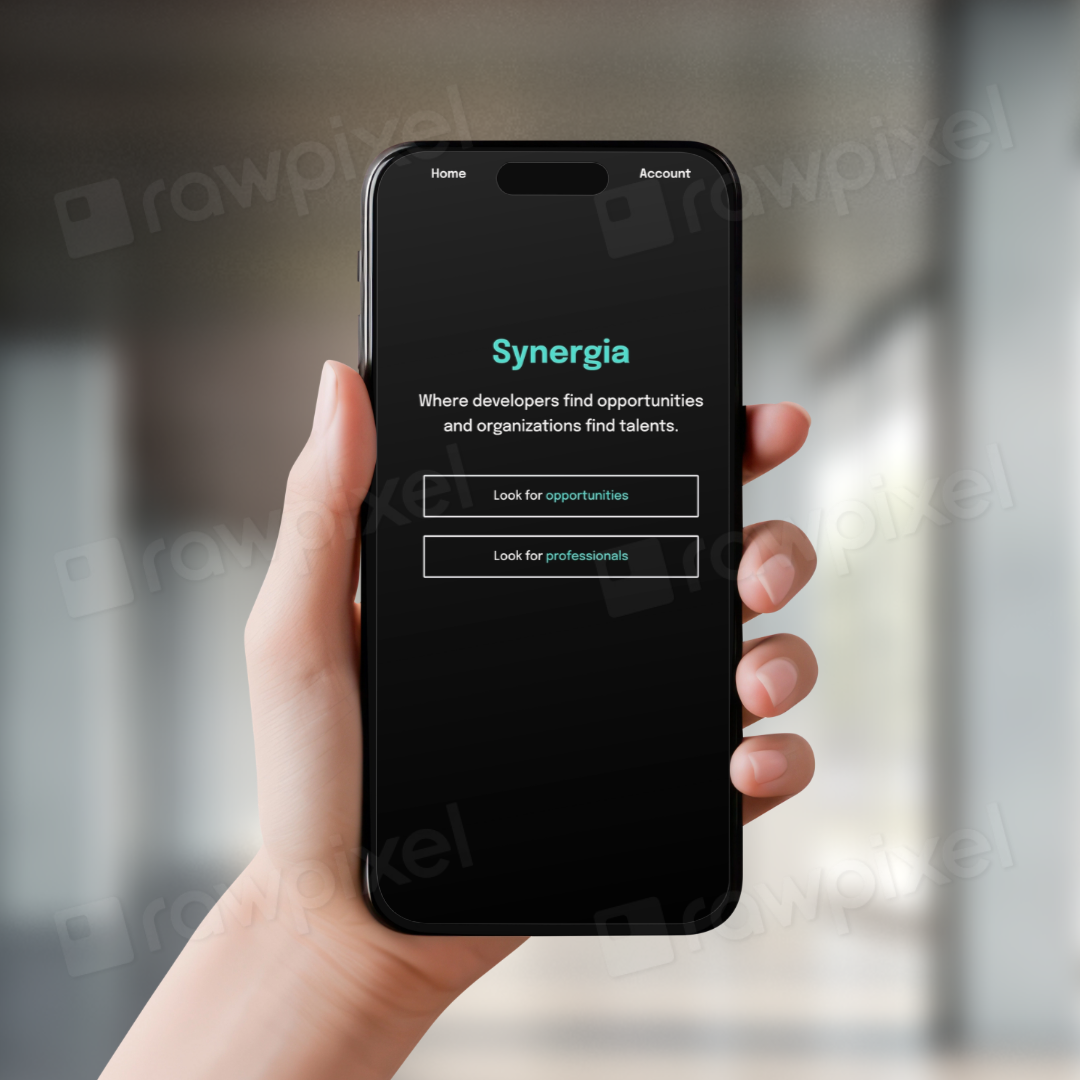 rawpixel rawpixel
Home Account
Synergia
Where developers find opportunities
and organizations find talents.
Look for opportunities
rawpixel rawpixel
Look for professionals
rawpixel rawpixel